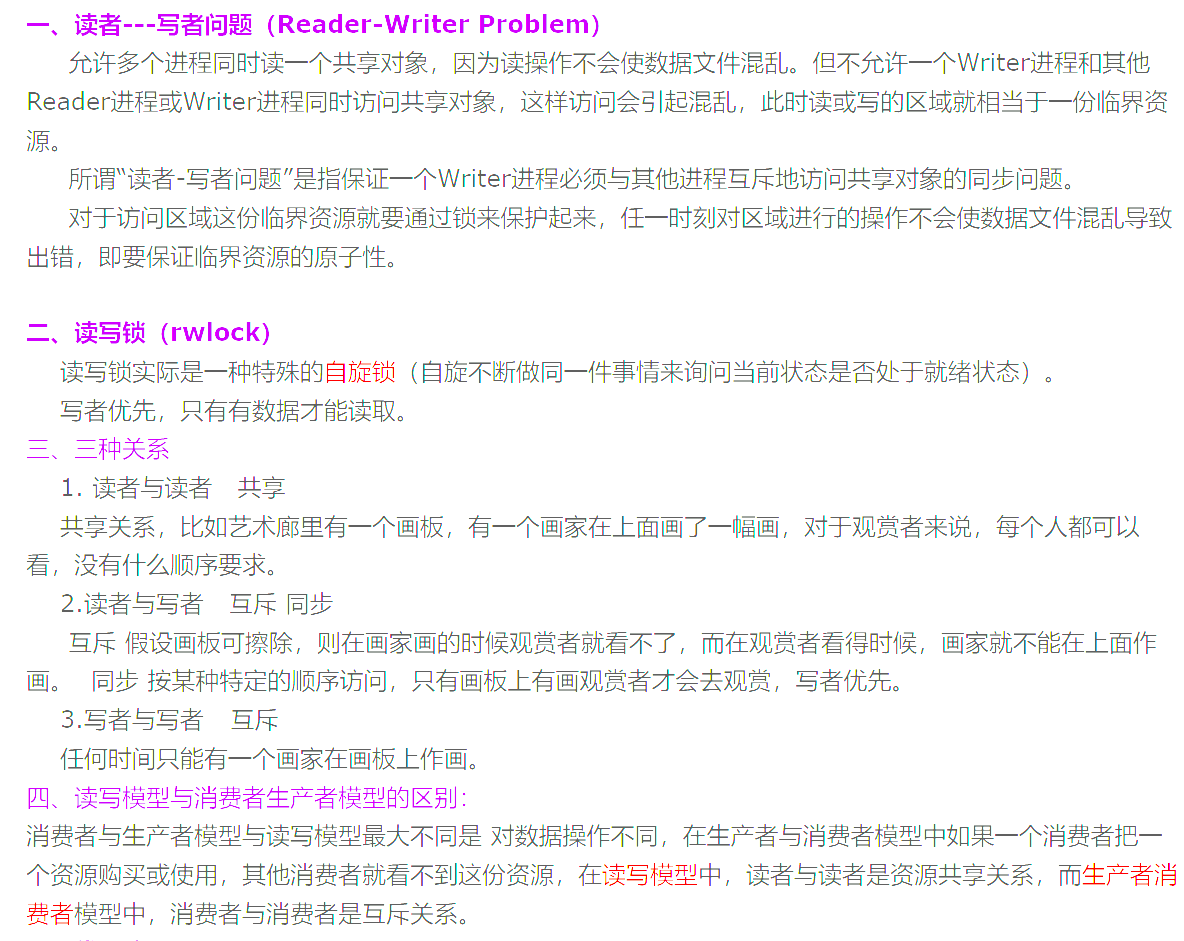 一、读者---写者问题（Reader-Writer Problem）
允许多个进程同时读一个共享对象，因为读操作不会使数据文件混乱。但不允许一个Writer进程和其他
Reader进程或Writer进程同时访问共享对象，这样访问会引起混乱，此时读或写的区域就相当于一份临界资
源。
所谓“读者-写者问题”是指保证一个Writer进程必须与其他进程互斥地访问共享对象的同步问题。
对于访问区域这份临界资源就要通过锁来保护起来，任一时刻对区域进行的操作不会使数据文件混乱导致
出错，即要保证临界资源的原子性。
二、读写锁（rwlock）
读写锁实际是一种特殊的自旋锁（自旋不断做同一件事情来询问当前状态是否处于就绪状态）。
写者优先，只有有数据才能读取。
三、三种关系
1. 读者与读者 共享
共享关系，比如艺术廊里有一个画板，有一个画家在上面画了一幅画，对于观赏者来说，每个人都可以
看，没有什么顺序要求。
2.读者与写者 互斥 同步
互斥 假设画板可擦除，则在画家画的时候观赏者就看不了，而在观赏者看得时候，画家就不能在上面作
画。 同步 按某种特定的顺序访问，只有画板上有画观赏者才会去观赏，写者优先。
3.写者与写者 互斥
任何时间只能有一个画家在画板上作画。
四、读写模型与消费者生产者模型的区别：
消费者与生产者模型与读写模型最大不同是 对数据操作不同，在生产者与消费者模型中如果一个消费者把一
个资源购买或使用，其他消费者就看不到这份资源，在读写模型中，读者与读者是资源共享关系，而生产者消
费者模型中，消费者与消费者是互斥关系。